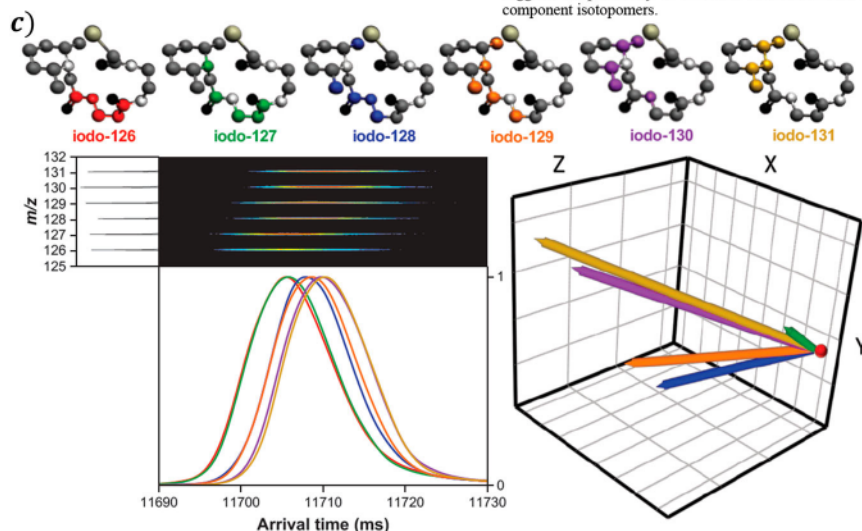 component isotopomers.
c)
iodo-126 iodo-127 iodo-128 iodo-129 iodo-130 iodo-131
132
131
130
129
128
127
126
125
m/z
Z X
Y
1
0
11690 11700 11710 11720 11730
Arrival time (ms)